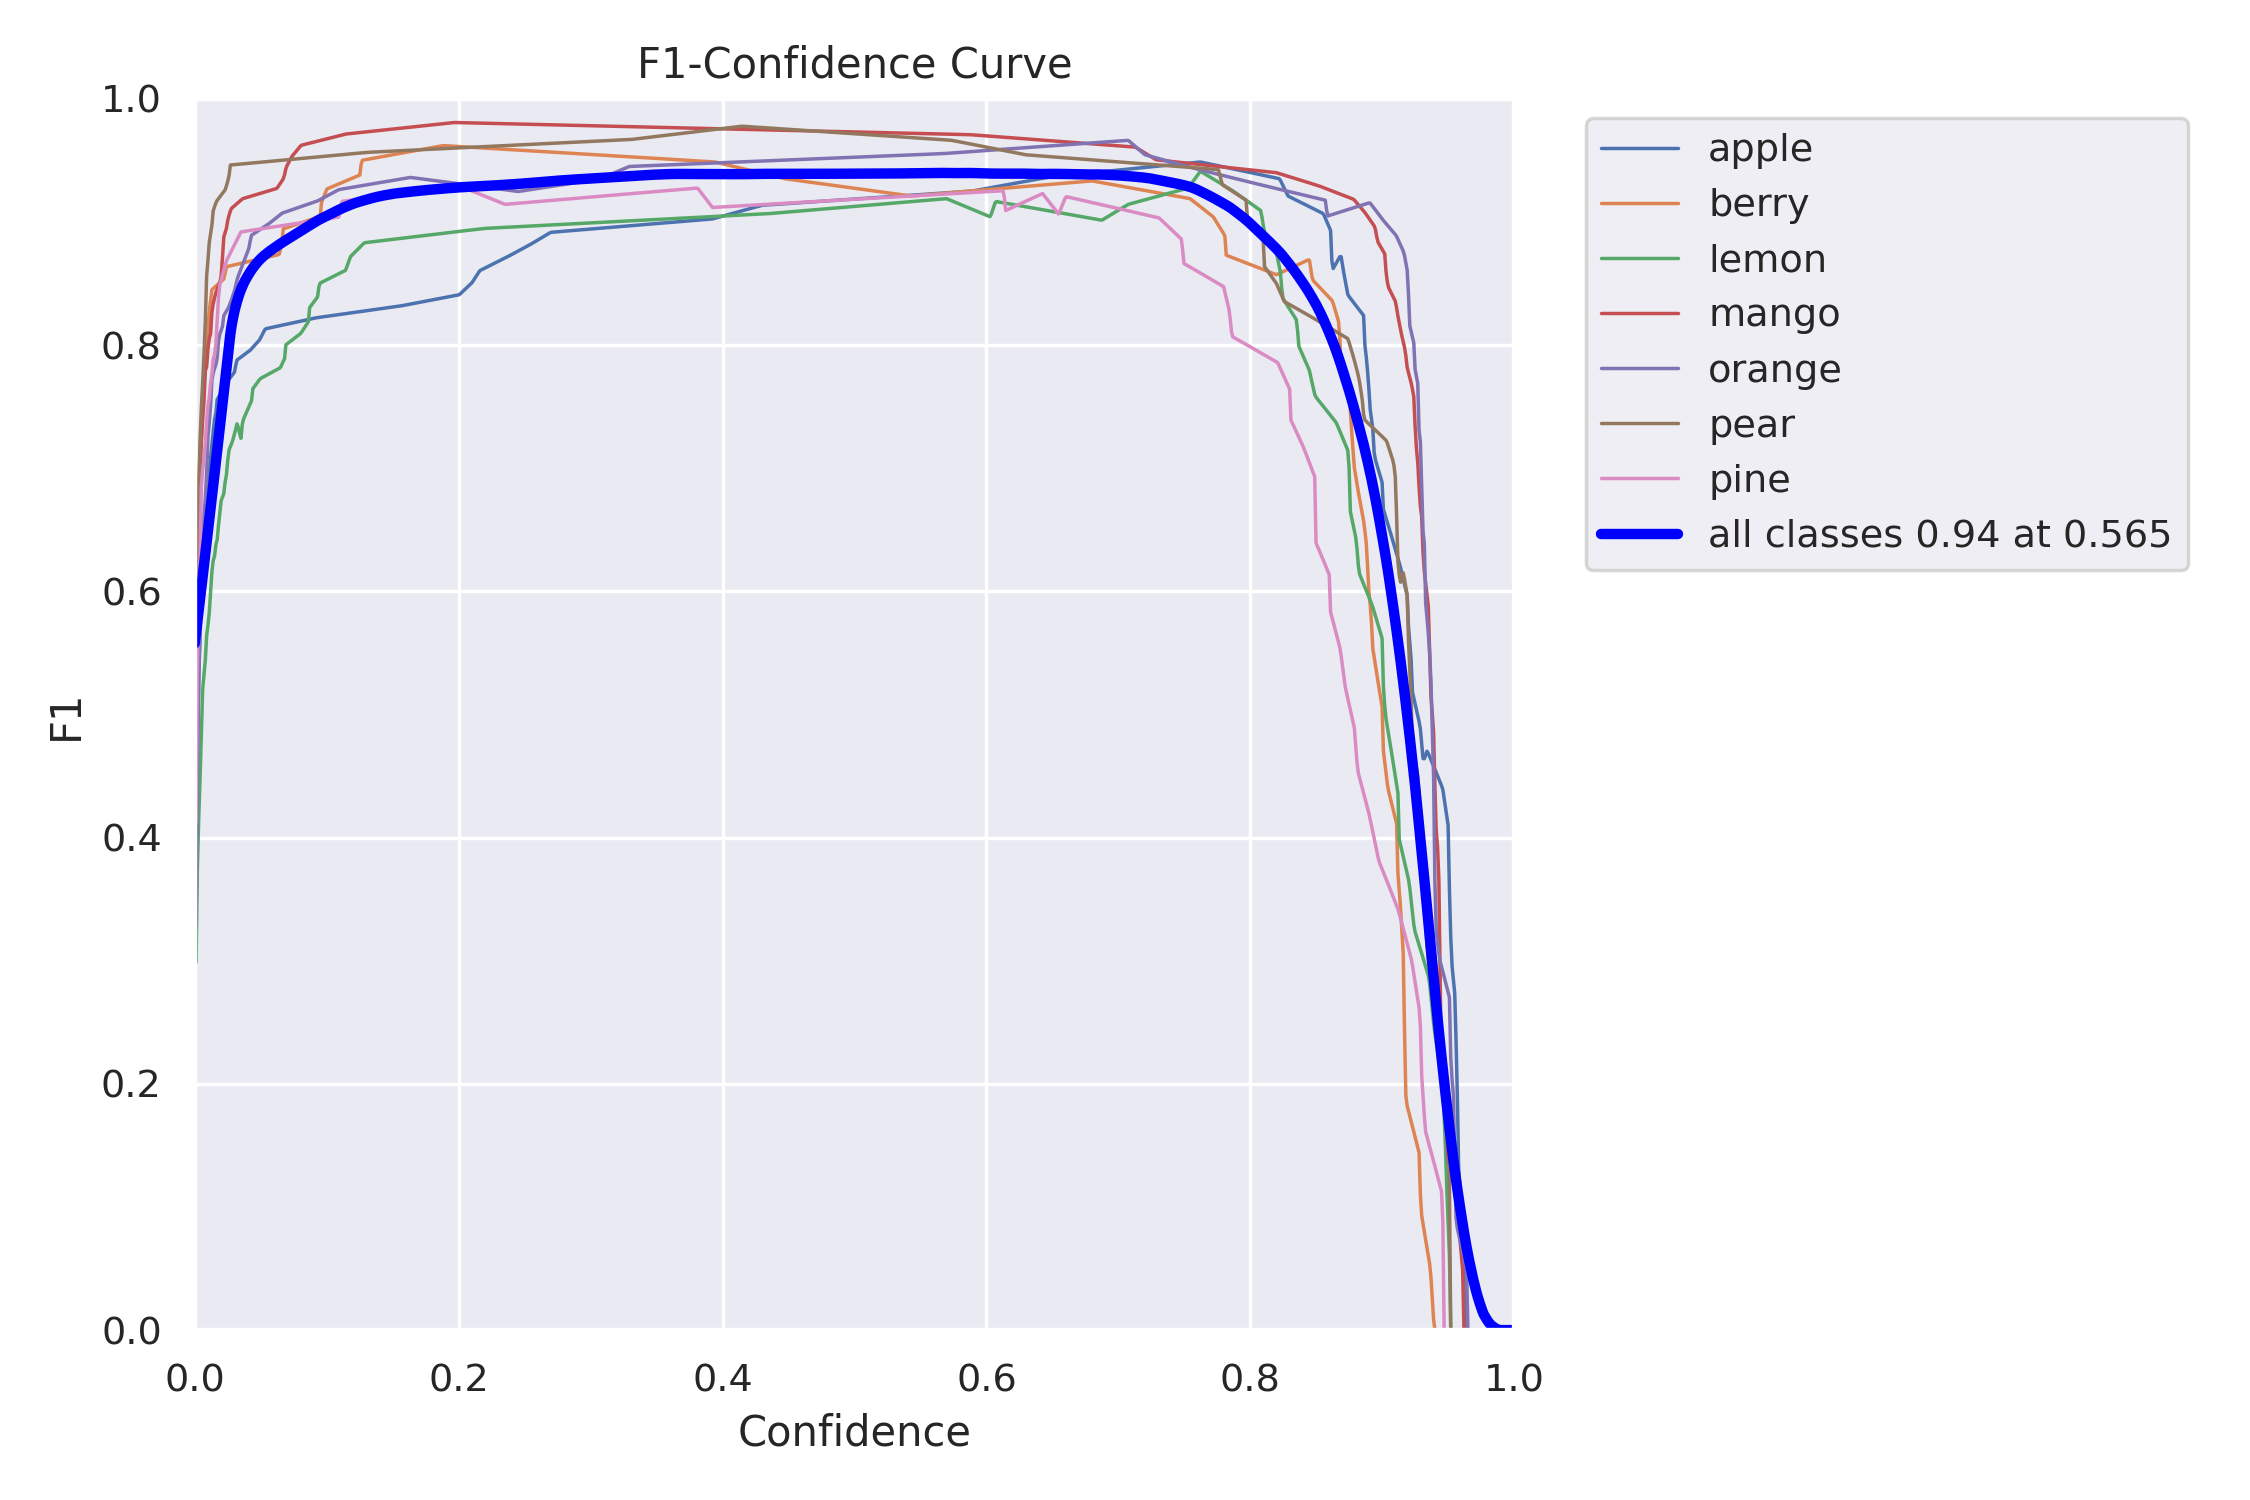 F1-Confidence Curve
1.0
0.8
0.6
0.4
0.2
0.0
F1
0.0 0.2 0.4 0.6 0.8 1.0
Confidence
apple
berry
lemon
mango
orange
pear
pine
all classes 0.94 at 0.565